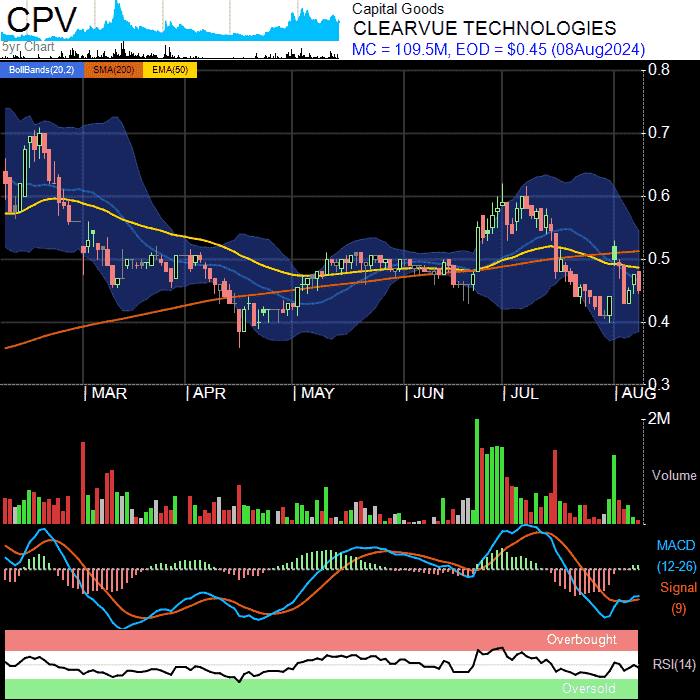 CPV
5yr Chart
Capital Goods
CLEARVUE TECHNOLOGIES
MC = 109.5M, EOD = $0.45 (08Aug2024)
BollBands(20,2) SMA(200) EMA(50)
0.8
0.7
0.6
0.5
0.4
0.3
| MAR | APR | MAY | JUN | JUL | AUG
2M
Volume
MACD
(12-26)
Signal
(9)
Overbought
RSI(14)
Oversold